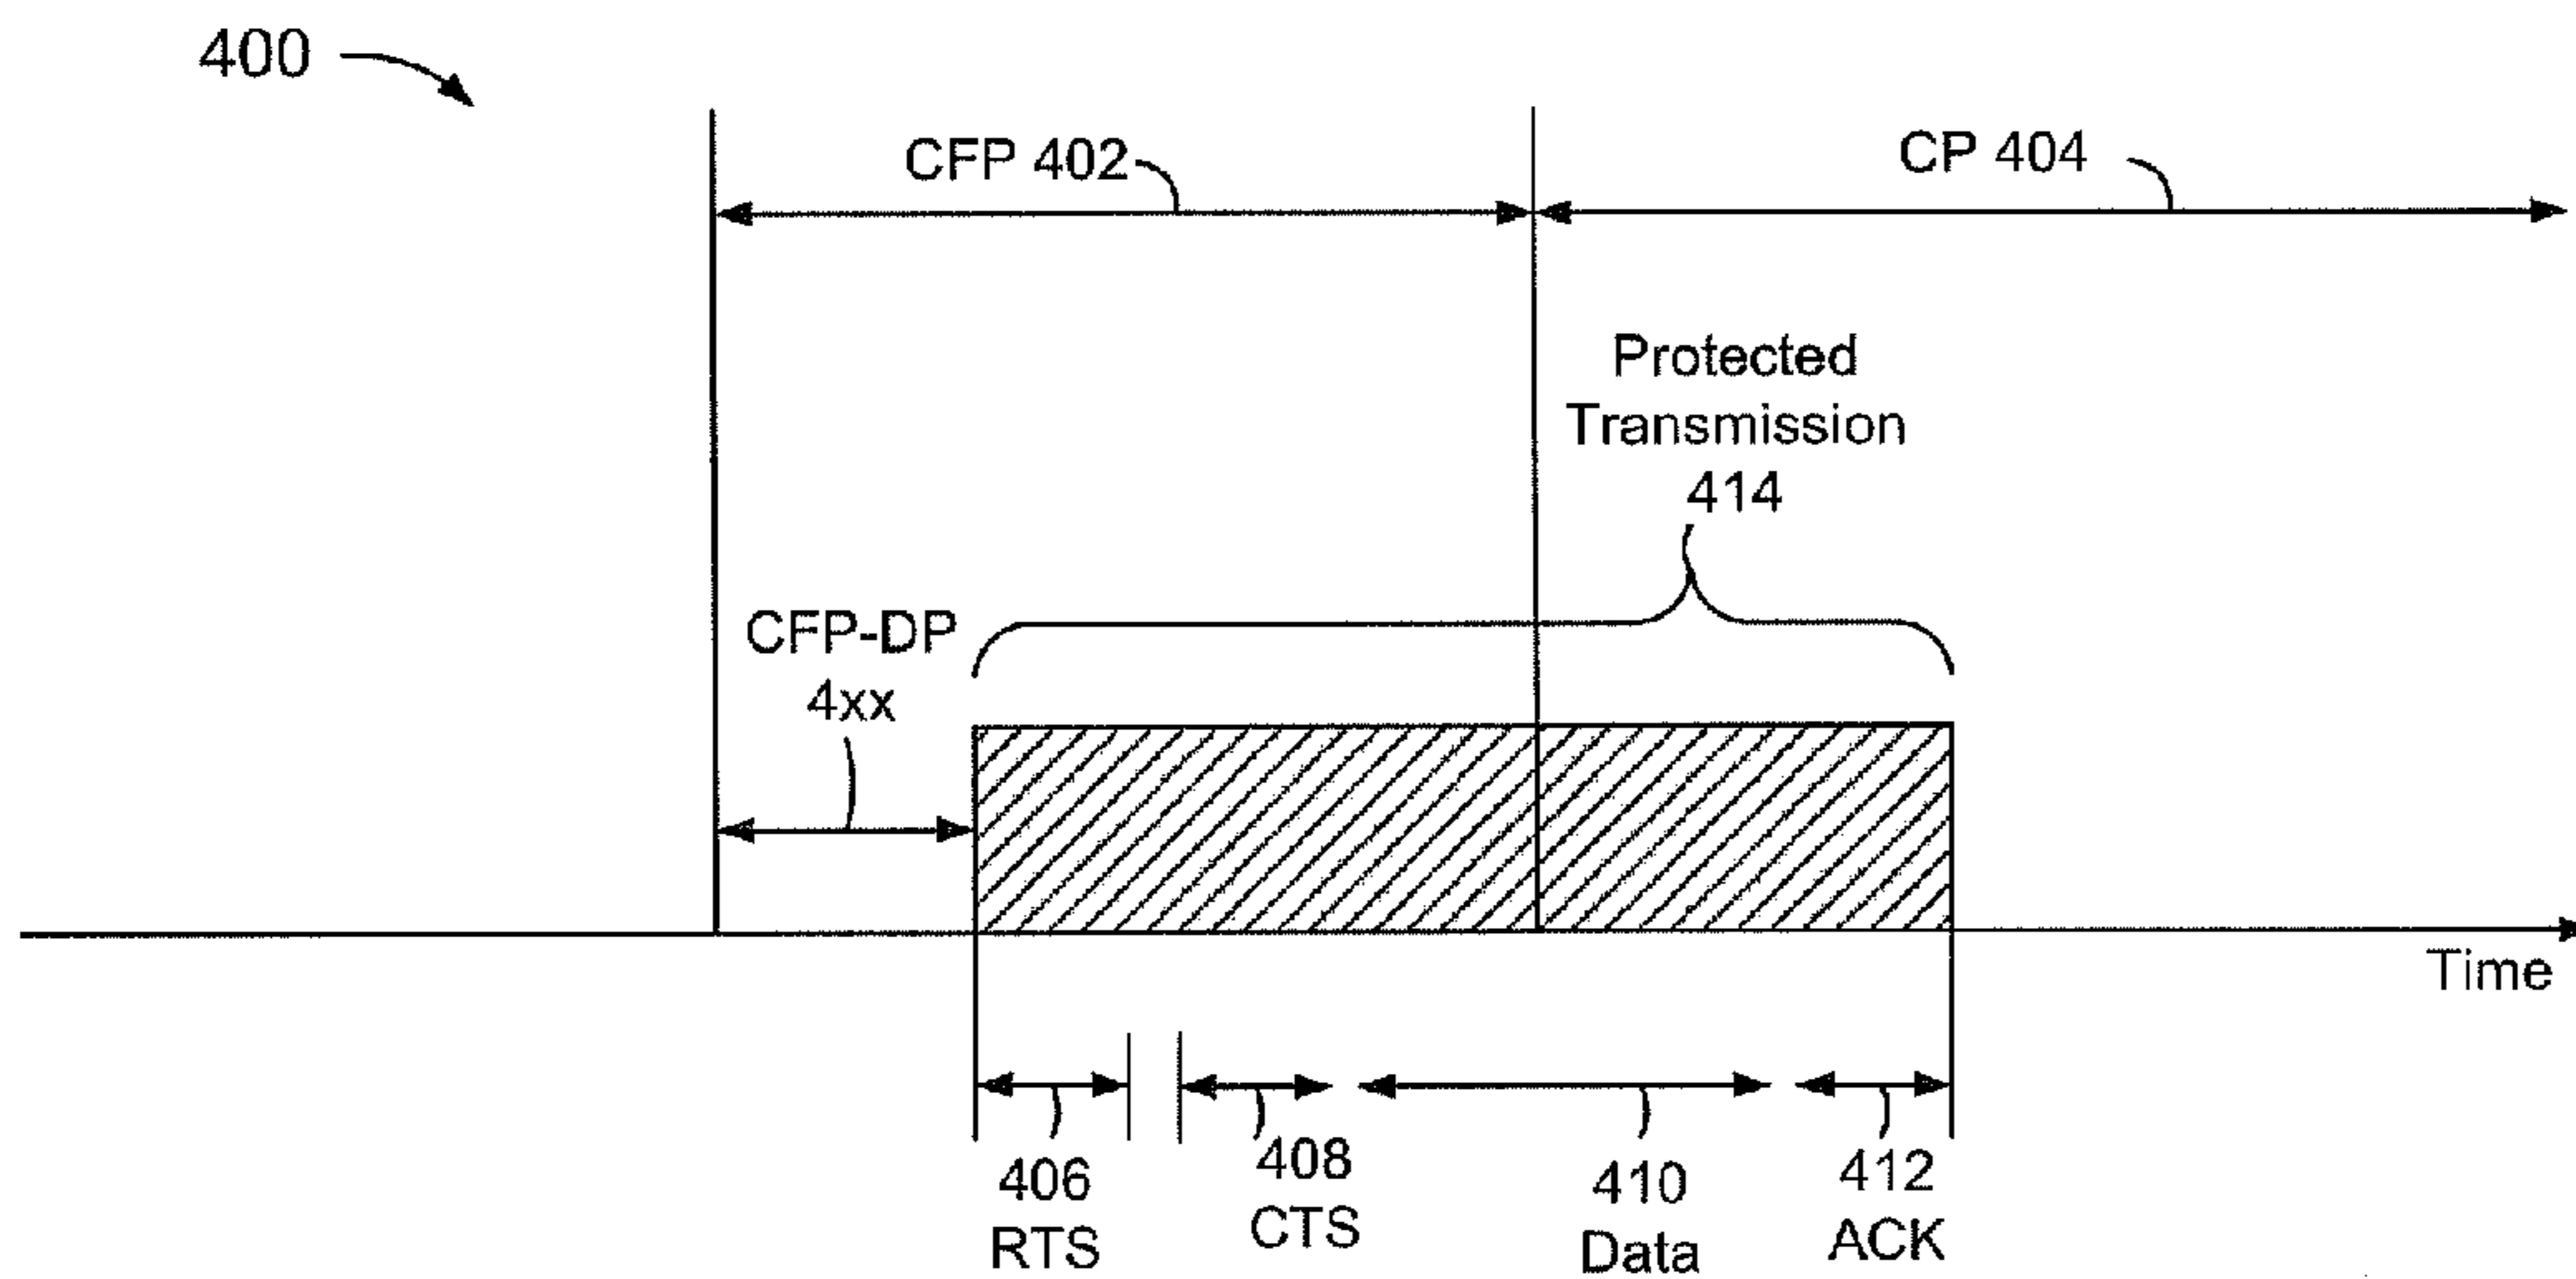 400
CFP 402
CP 404
Protected
Transmission
414
CFP-DP
4xx
Time
406
RTS
408
CTS
410
Data
412
ACK